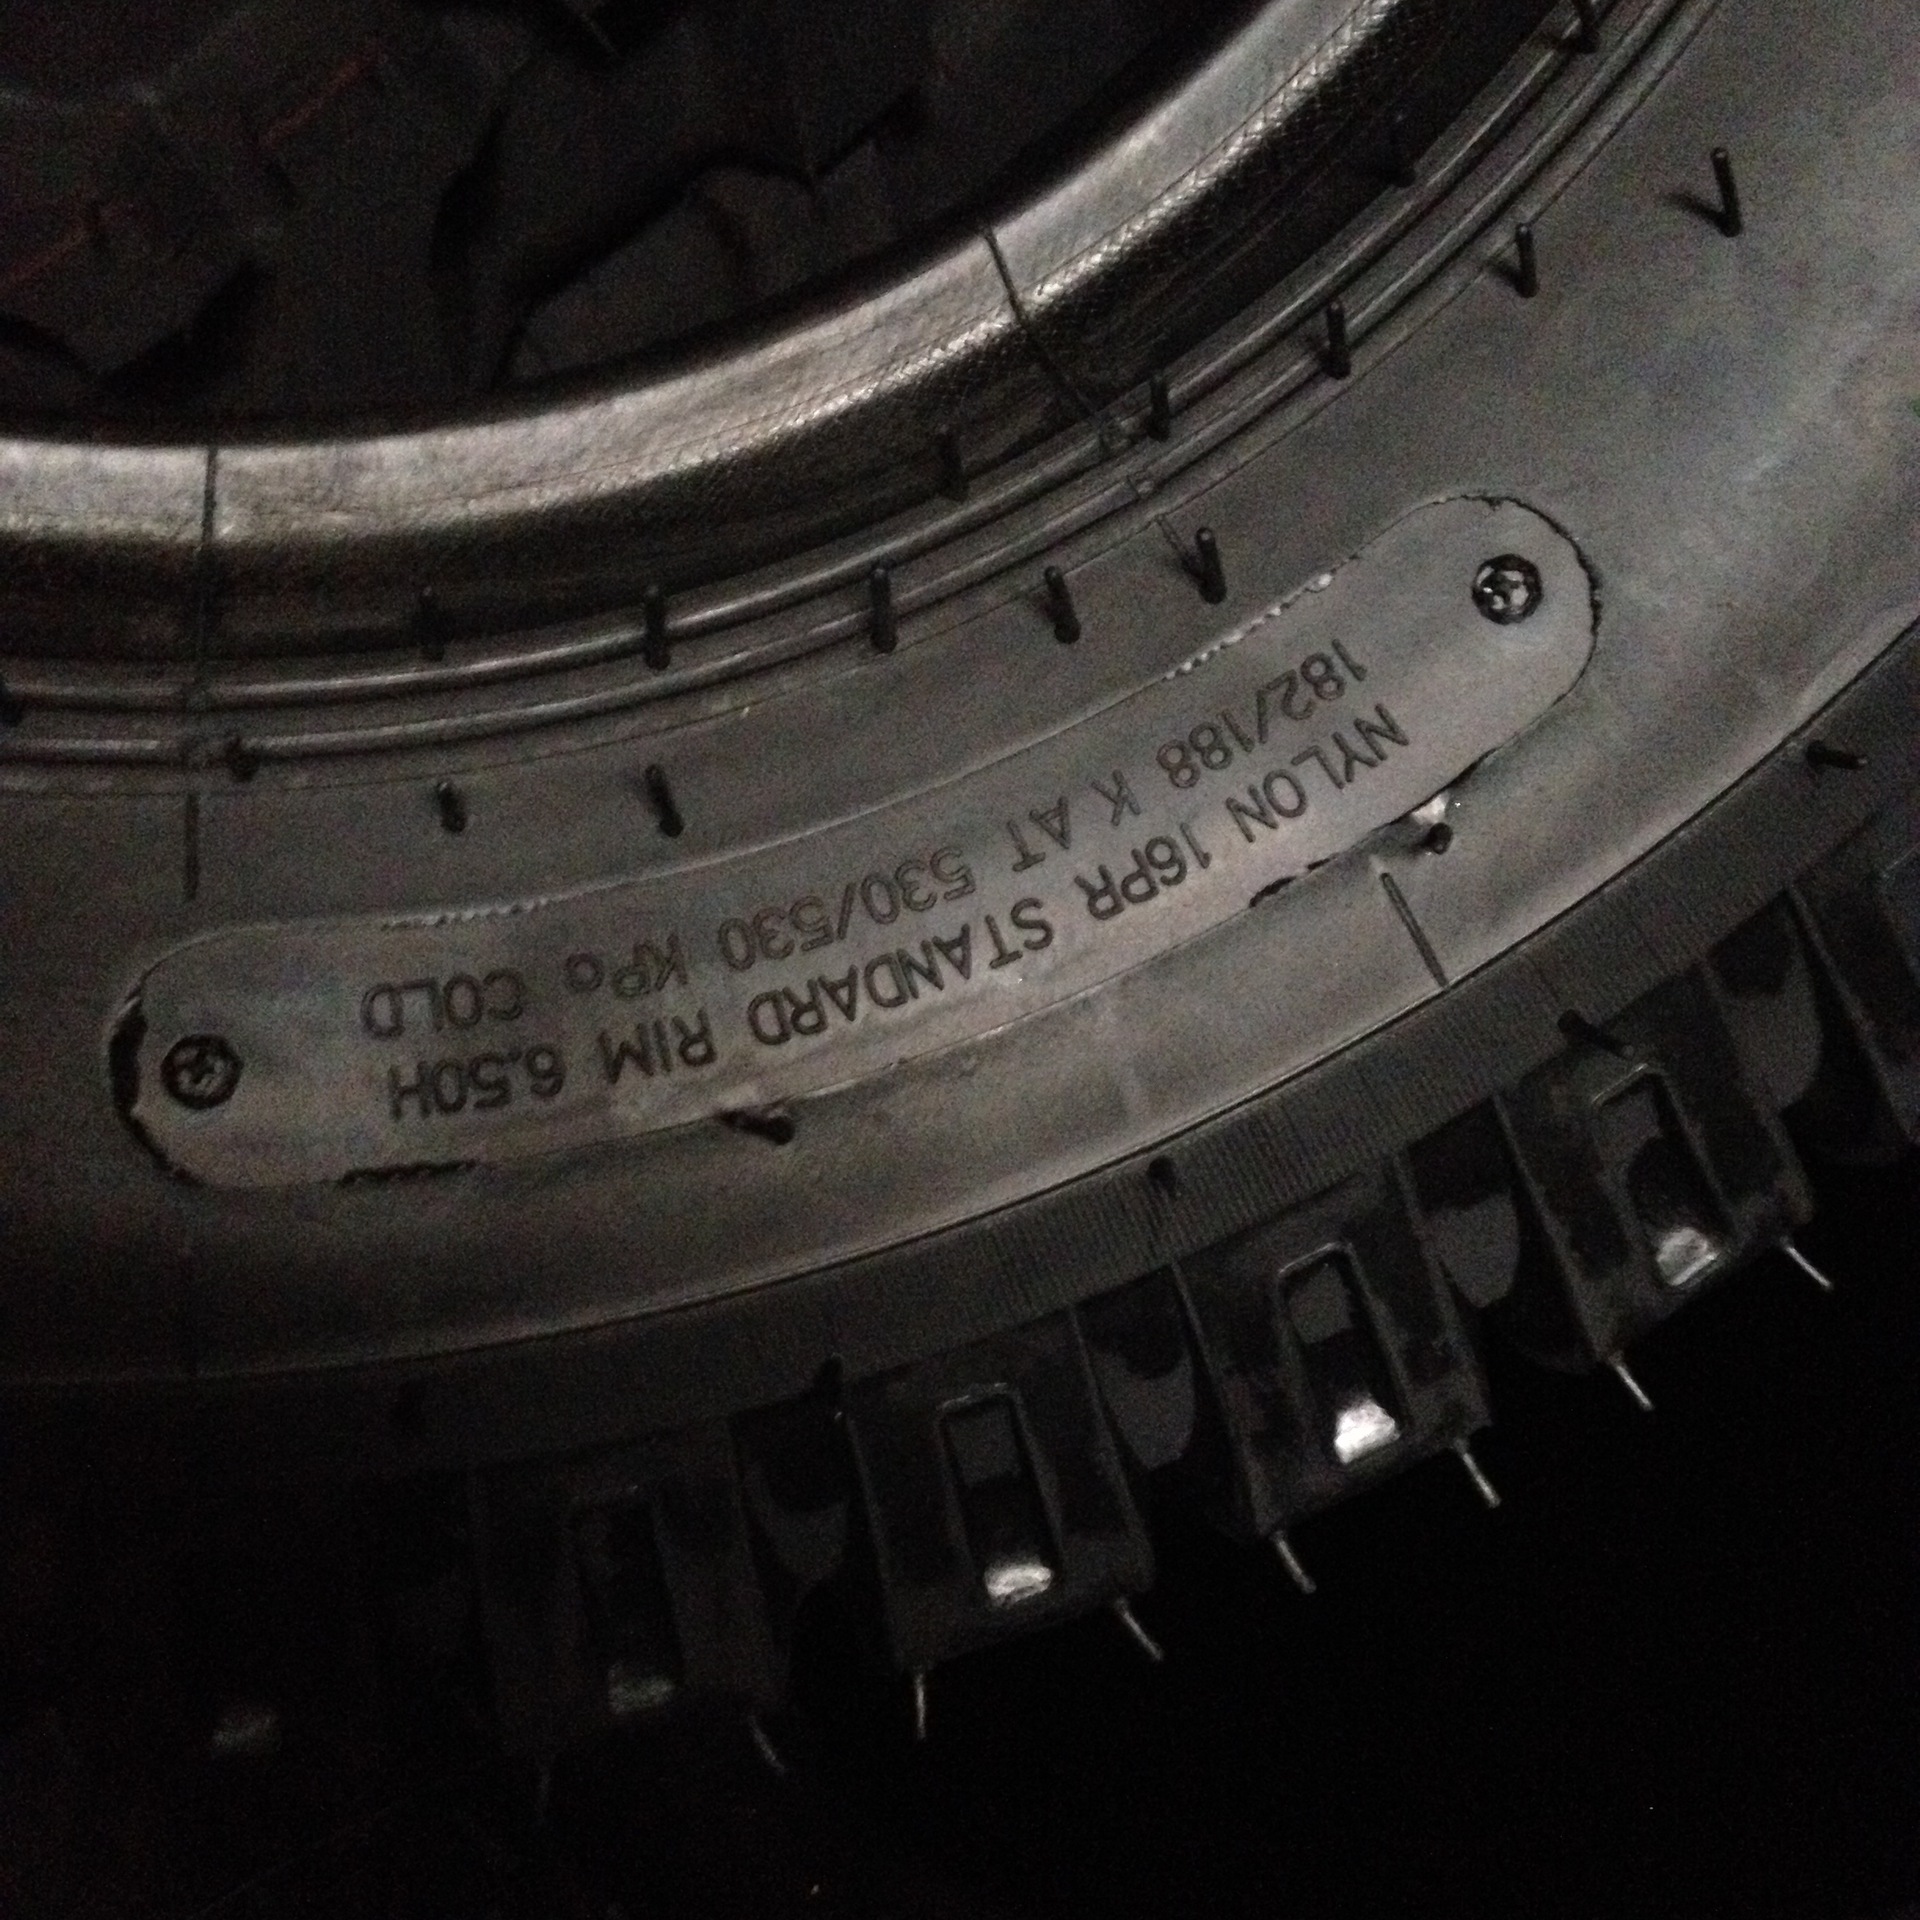 NYLON 16PR STANDARD RIM 6.50H
182/188 K AT 530/530 KPa COLD